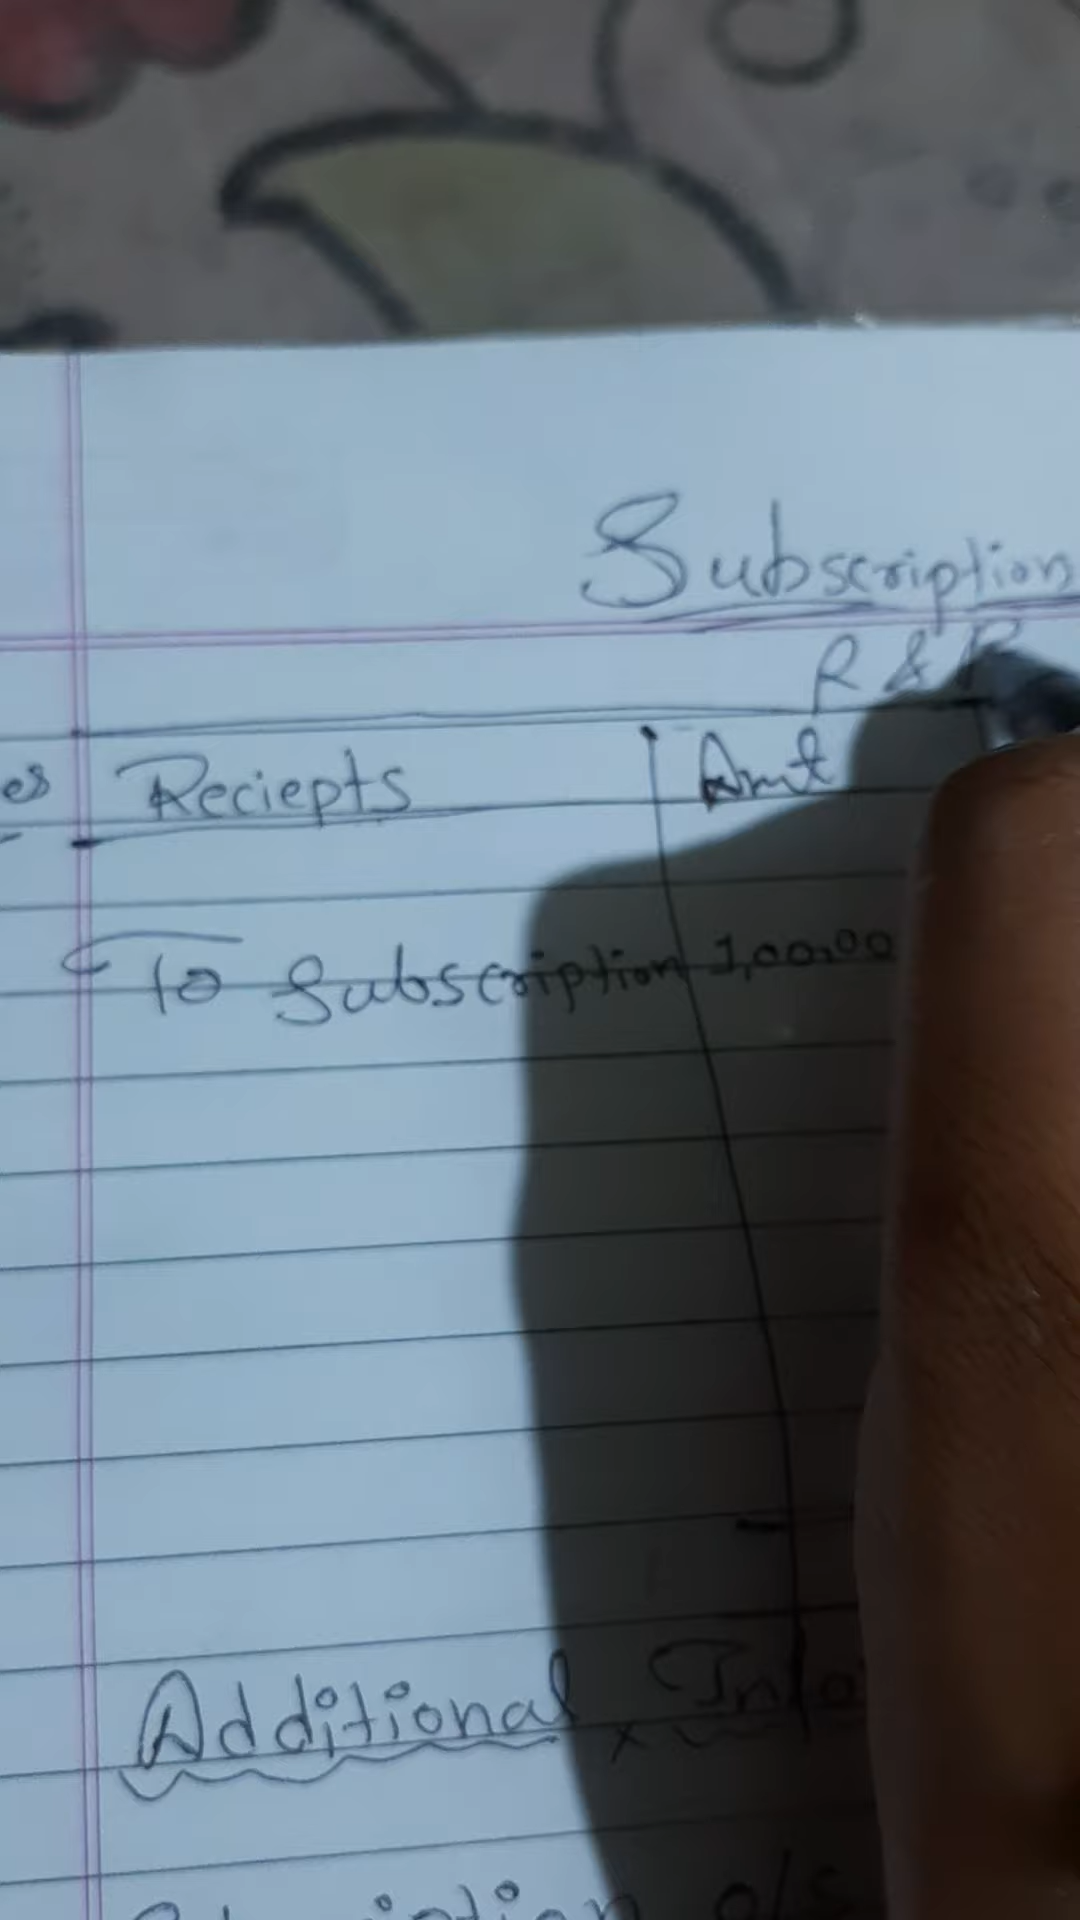 Subscription
R &
es Reciepts Amt
To Subscription 1,00,00
Additional Info
o/s